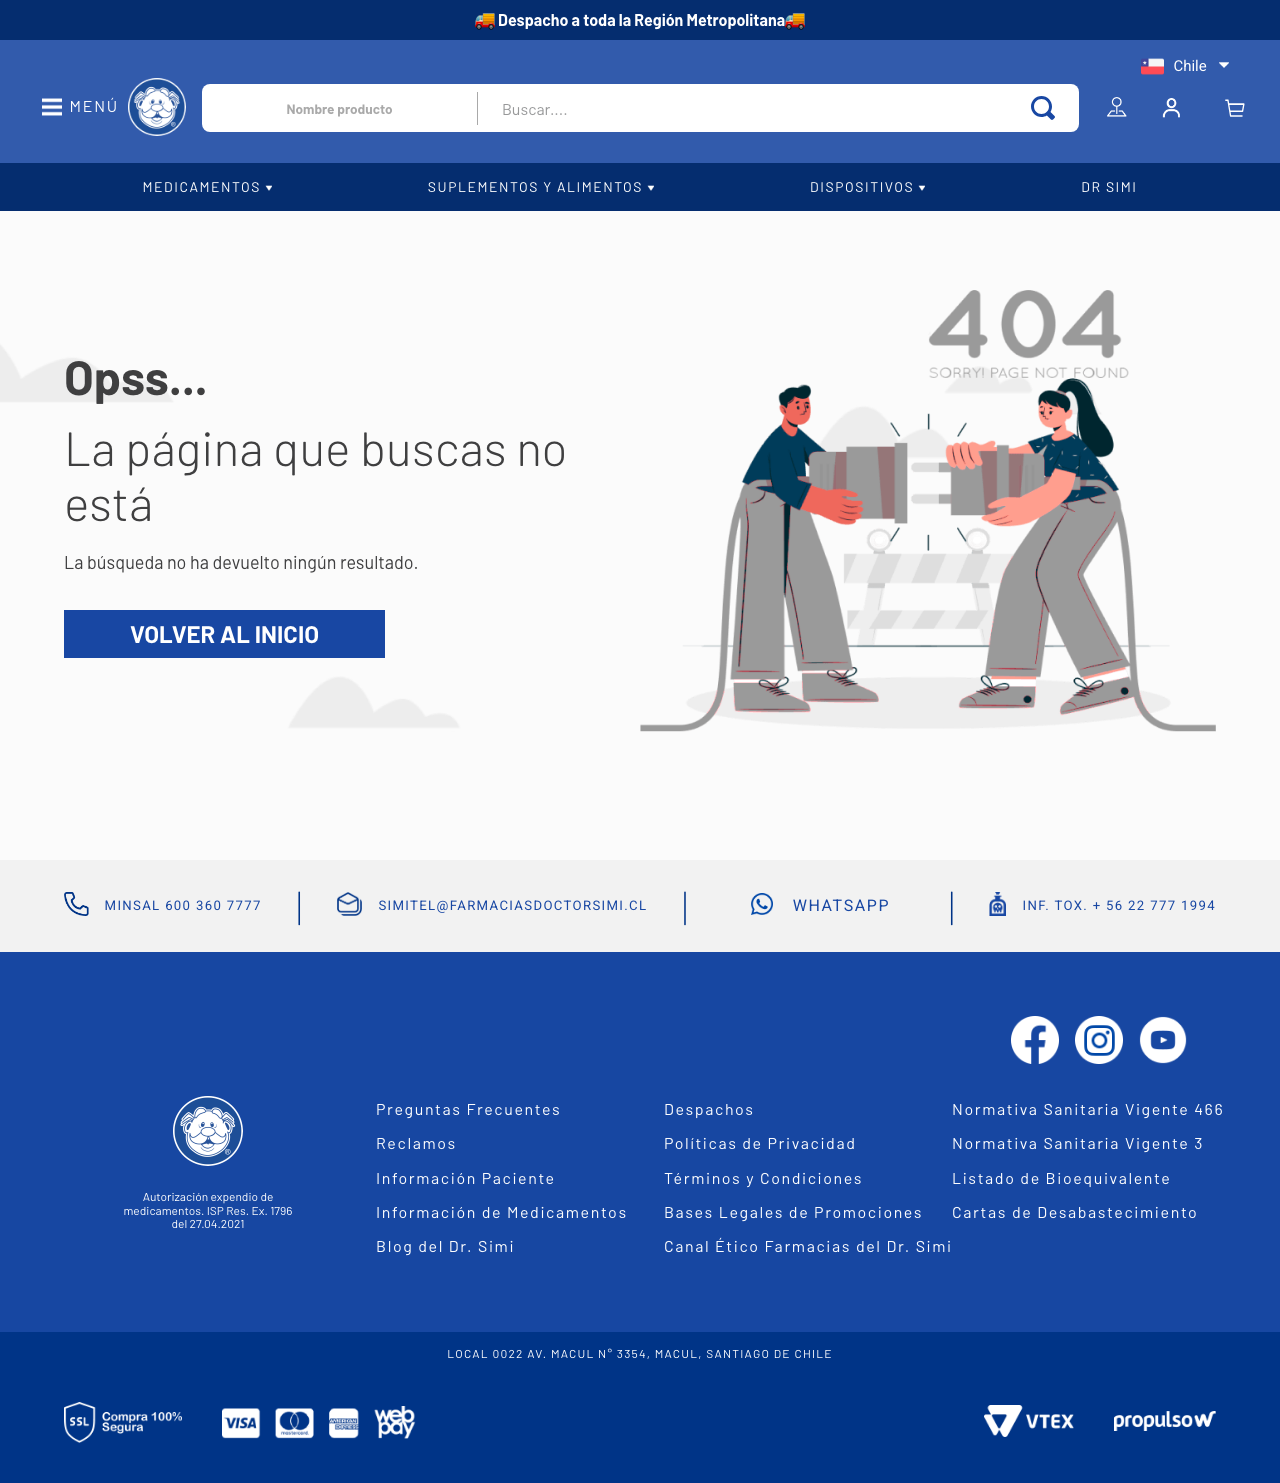 Despacho a toda la Región Metropolitana
Chile
MENÚ
Nombre producto
Buscar....
MEDICAMENTOS
SUPLEMENTOS Y ALIMENTOS
DISPOSITIVOS
DR SIMI
404
SORRY! PAGE NOT FOUND
Opss...
La página que buscas no
está
La búsqueda no ha devuelto ningún resultado.
VOLVER AL INICIO
MINSAL 600 360 7777
SIMITEL@FARMACIASDOCTORSIMI.CL
WHATSAPP
INF. TOX. + 56 22 777 1994
Autorización expendio de
medicamentos. ISP Res. Ex. 1796
del 27.04.2021
Preguntas Frecuentes
Reclamos
Información Paciente
Información de Medicamentos
Blog del Dr. Simi
Despachos
Políticas de Privacidad
Términos y Condiciones
Bases Legales de Promociones
Canal Ético Farmacias del Dr. Simi
Normativa Sanitaria Vigente 466
Normativa Sanitaria Vigente 3
Listado de Bioequivalente
Cartas de Desabastecimiento
LOCAL 0022 AV. MACUL N° 3354, MACUL, SANTIAGO DE CHILE
SSL
Compra 100%
Segura
VISA
mastercard
AMERICAN
EXPRESS
web
pay
VTEX
propulsow